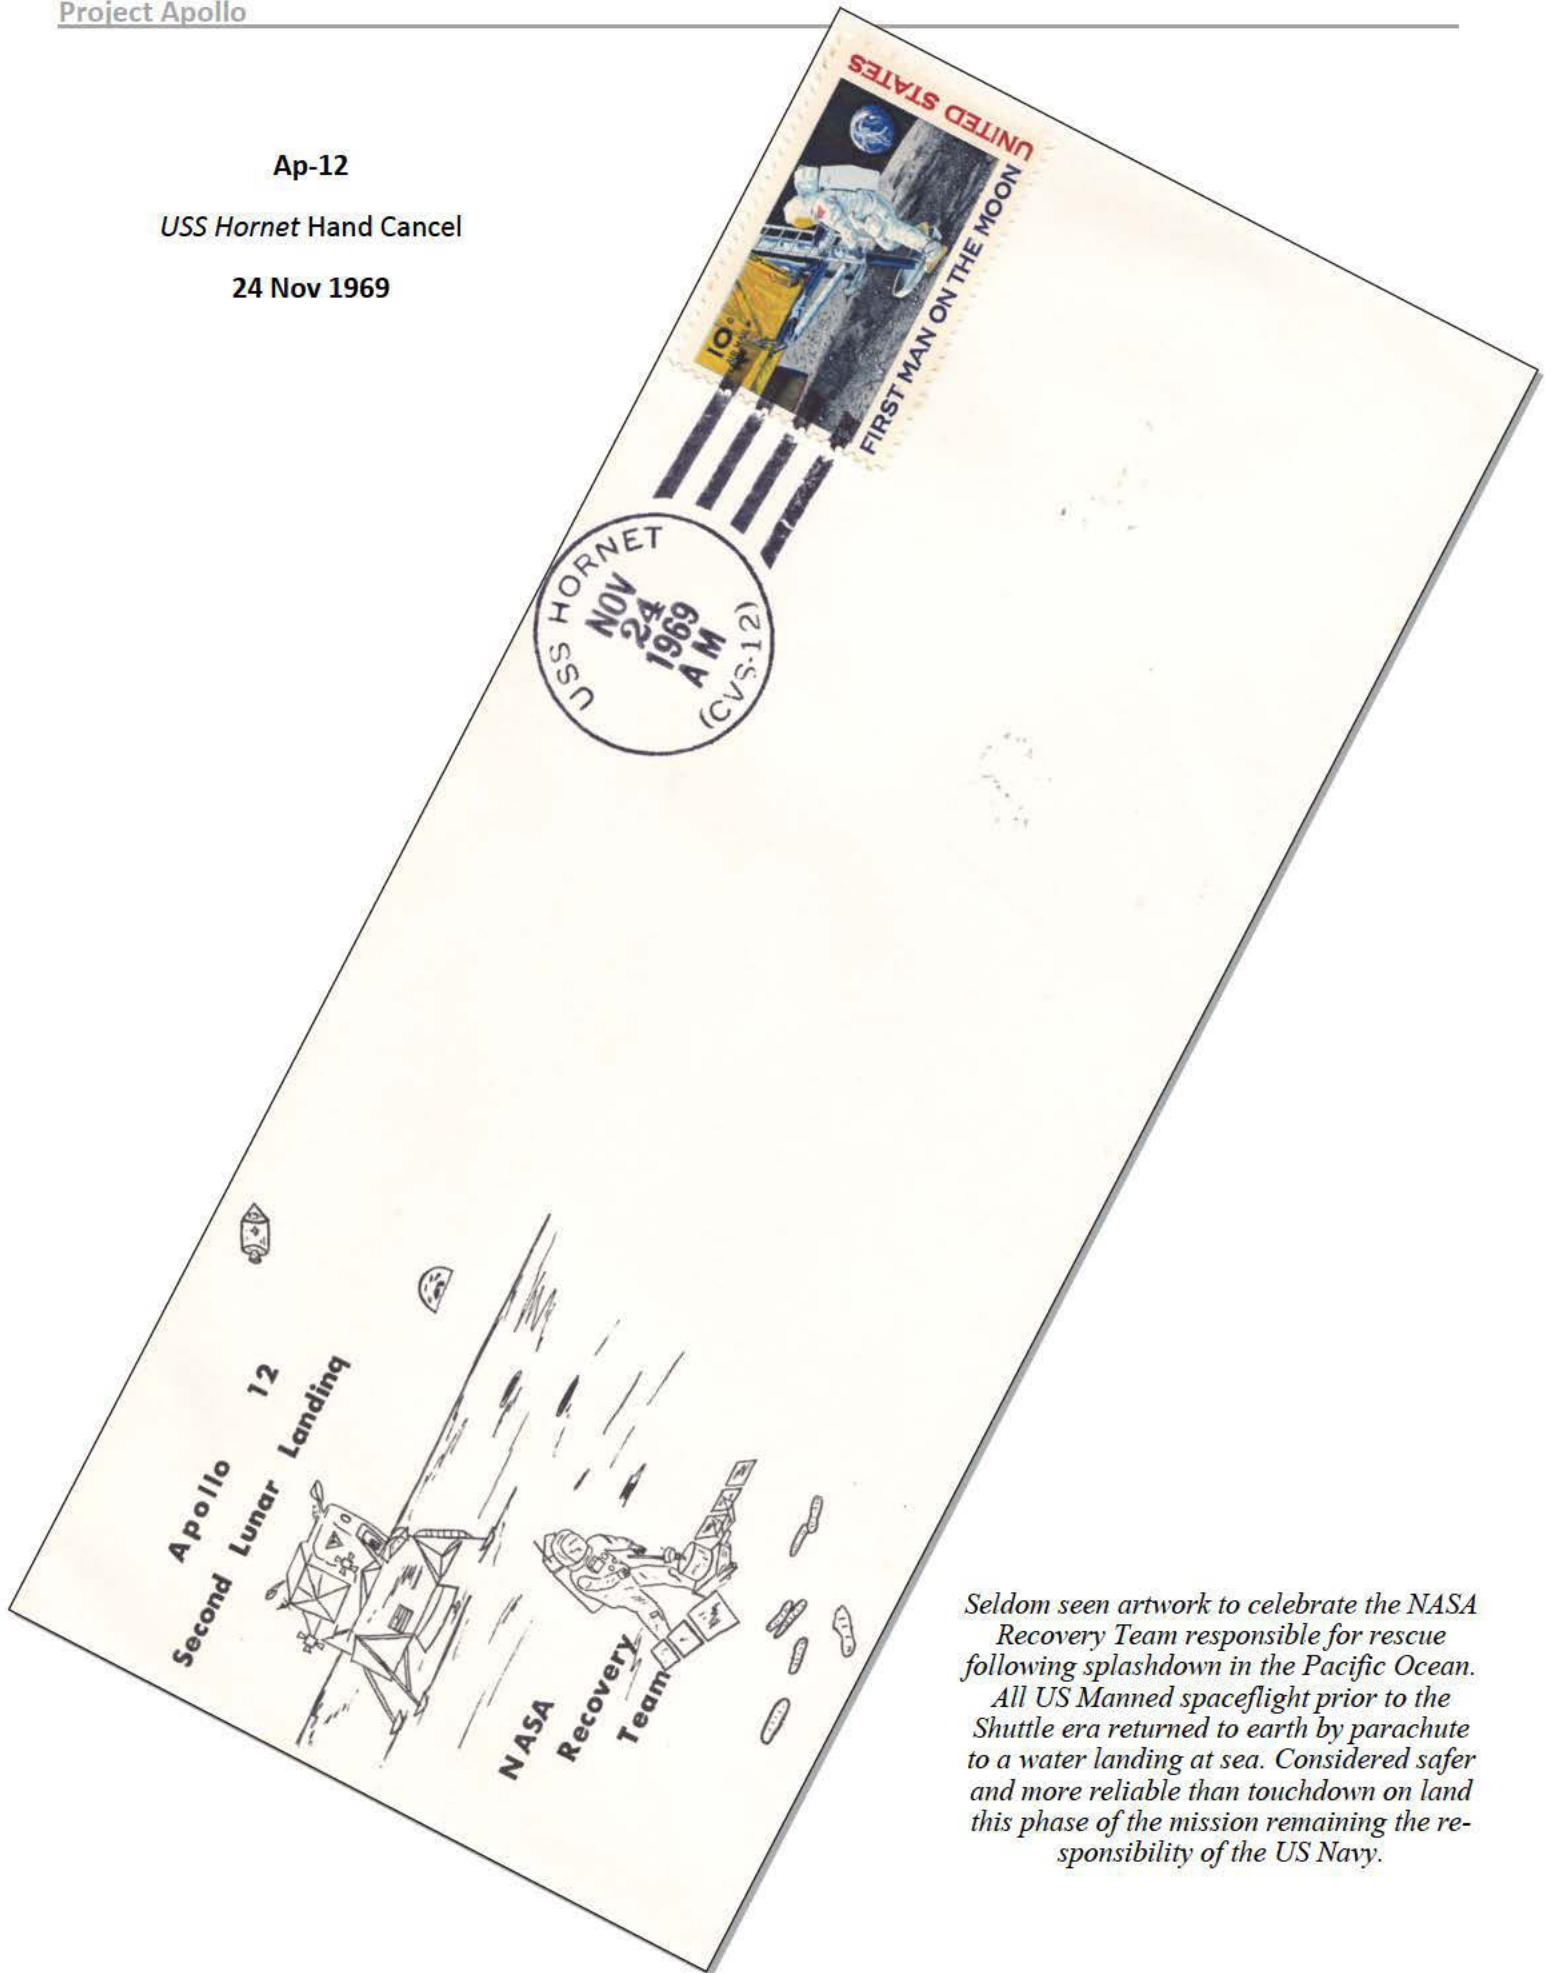 Project Apollo
Ap-12
USS Hornet Hand Cancel
24 Nov 1969
UNITED STATES
FIRST MAN ON THE MOON
10c
AIR MAIL
USS HORNET
NOV
24
1969
AM
(CVS-12)
Apollo 12
Second Lunar Landing
NASA
Recovery
Team
Seldom seen artwork to celebrate the NASA
Recovery Team responsible for rescue
following splashdown in the Pacific Ocean.
All US Manned spaceflight prior to the
Shuttle era returned to earth by parachute
to a water landing at sea. Considered safer
and more reliable than touchdown on land
this phase of the mission remaining the re-
sponsibility of the US Navy.